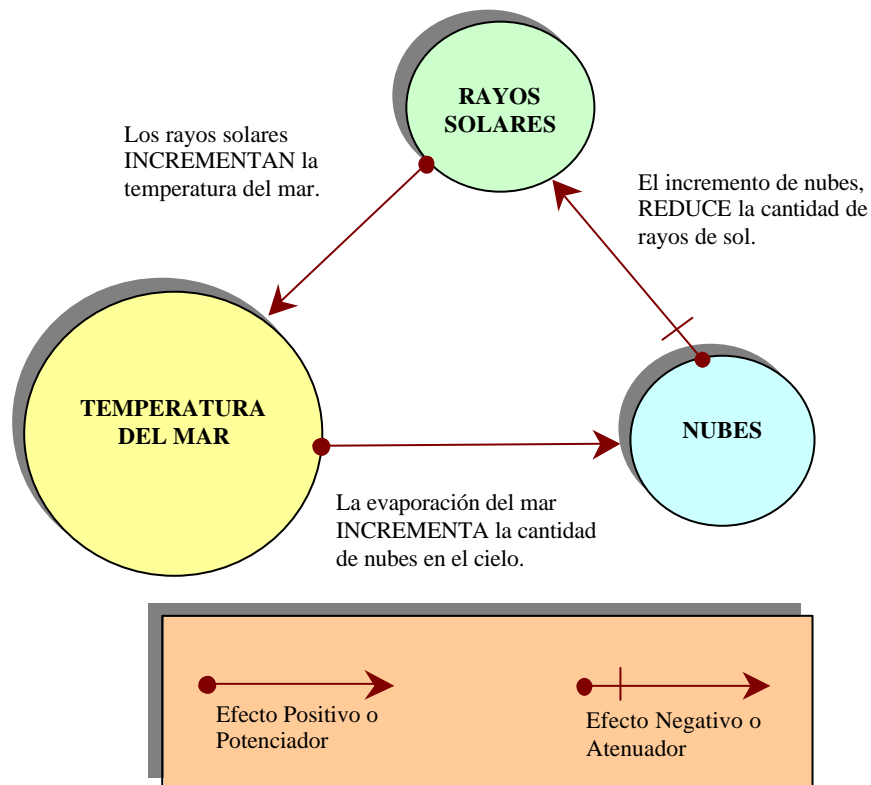 RAYOS
SOLARES
Los rayos solares
INCREMENTAN la
temperatura del mar.
El incremento de nubes,
REDUCE la cantidad de
rayos de sol.
TEMPERATURA
DEL MAR
NUBES
La evaporación del mar
INCREMENTA la cantidad
de nubes en el cielo.
Efecto Positivo o
Potenciador
Efecto Negativo o
Atenuador